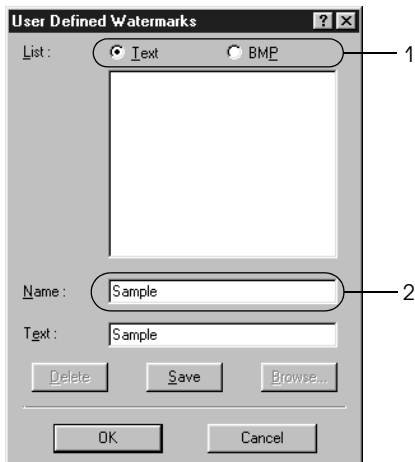 User Defined Watermarks
List : Text BMP 1
Name : Sample 2
Text : Sample
Delete Save Browse...
OK Cancel